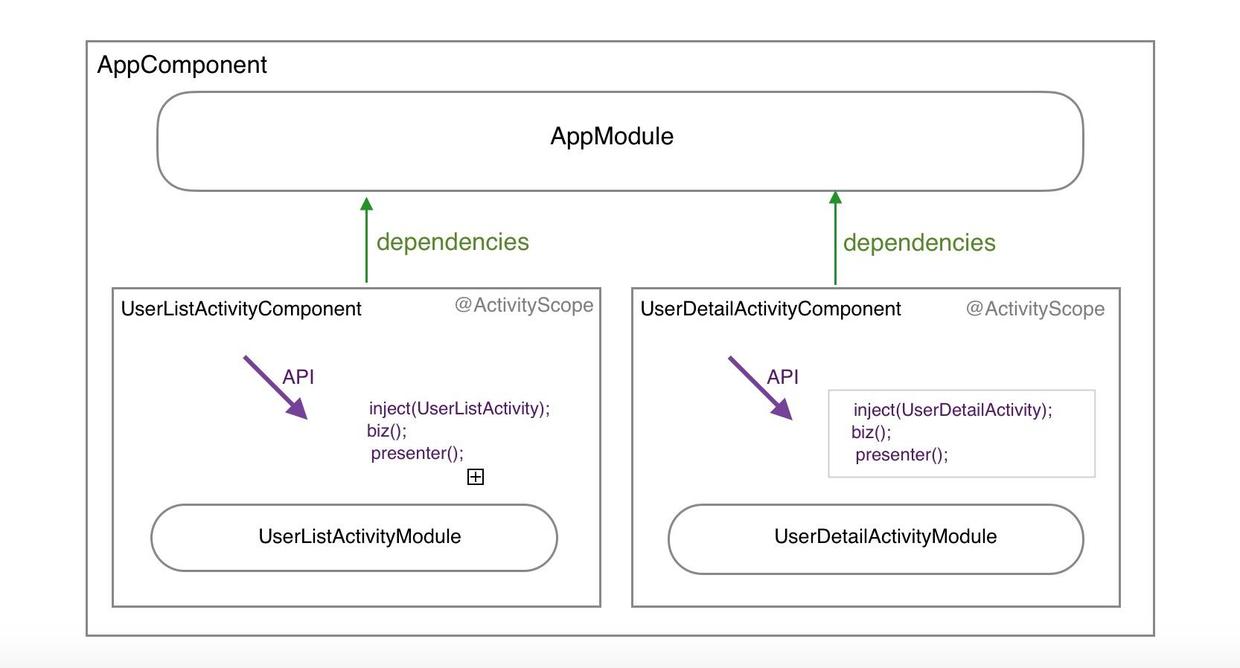 AppComponent
AppModule
dependencies
dependencies
UserListActivityComponent
@ActivityScope
API
inject(UserListActivity);
biz();
presenter();
UserListActivityModule
UserDetailActivityComponent
@ActivityScope
API
inject(UserDetailActivity);
biz();
presenter();
UserDetailActivityModule